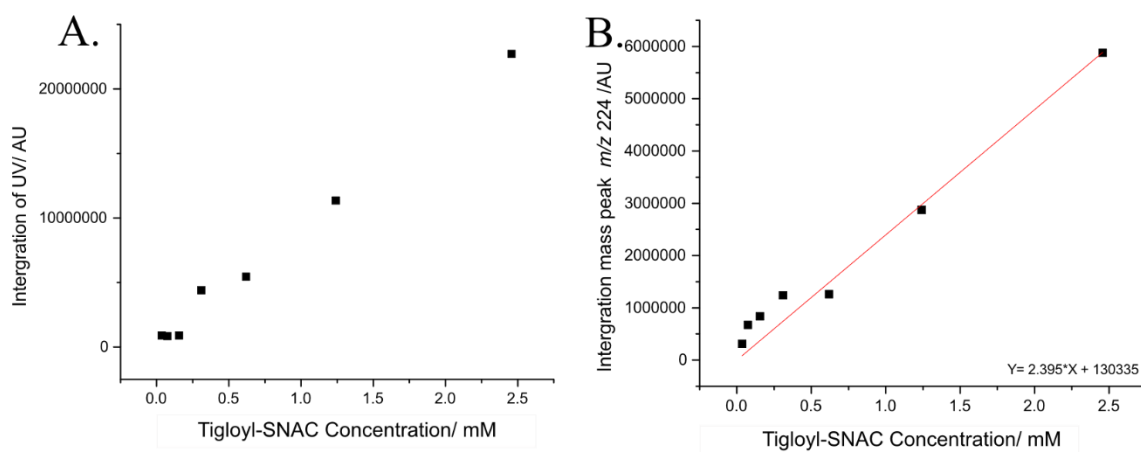 A.
Intergration of UV/ AU
20000000
10000000
0
0.0 0.5 1.0 1.5 2.0 2.5
Tigloyl-SNAC Concentration/ mM
B.
Intergration mass peak m/z 224 /AU
6000000
5000000
4000000
3000000
2000000
1000000
0
Y= 2.395*X + 130335
0.0 0.5 1.0 1.5 2.0 2.5
Tigloyl-SNAC Concentration/ mM